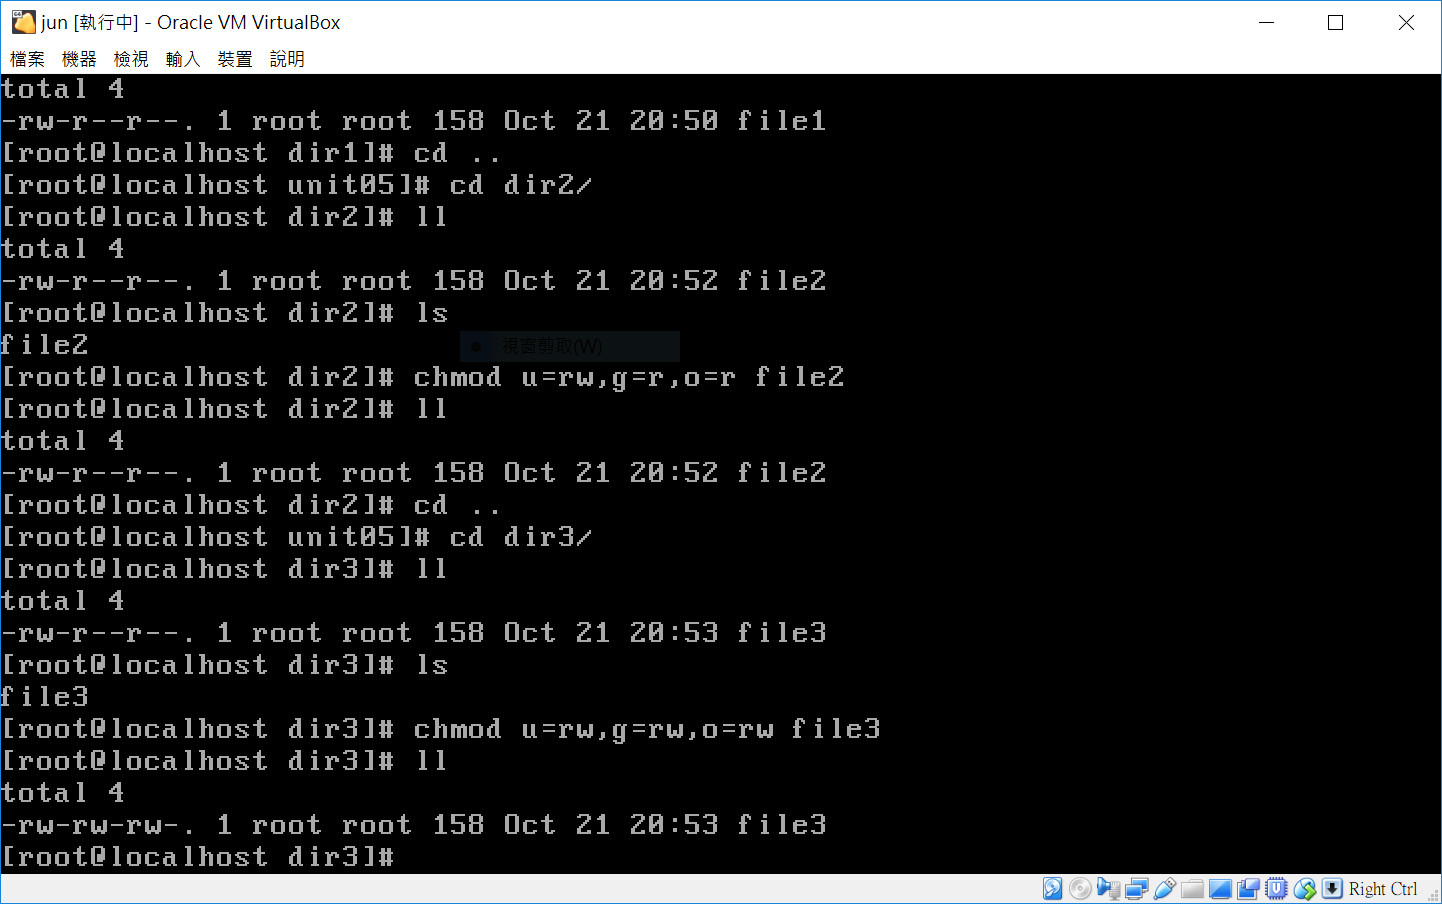 jun [執行中] - Oracle VM VirtualBox
檔案 機器 檢視 輸入 裝置 說明
total 4
-rw-r--r--. 1 root root 158 Oct 21 20:50 file1
[root@localhost dir1]# cd ..
[root@localhost unit05]# cd dir2/
[root@localhost dir2]# ll
total 4
-rw-r--r--. 1 root root 158 Oct 21 20:52 file2
[root@localhost dir2]# ls
file2
視窗剪取(W)
[root@localhost dir2]# chmod u=rw,g=r,o=r file2
[root@localhost dir2]# ll
total 4
-rw-r--r--. 1 root root 158 Oct 21 20:52 file2
[root@localhost dir2]# cd ..
[root@localhost unit05]# cd dir3/
[root@localhost dir3]# ll
total 4
-rw-r--r--. 1 root root 158 Oct 21 20:53 file3
[root@localhost dir3]# ls
file3
[root@localhost dir3]# chmod u=rw,g=rw,o=rw file3
[root@localhost dir3]# ll
total 4
-rw-rw-rw-. 1 root root 158 Oct 21 20:53 file3
[root@localhost dir3]#
Right Ctrl